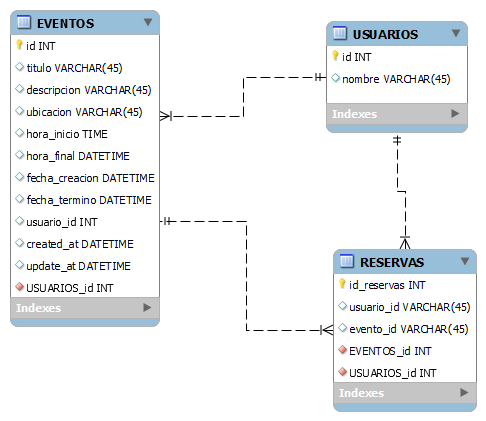 EVENTOS
id INT
titulo VARCHAR(45)
descripcion VARCHAR(45)
ubicacion VARCHAR(45)
hora_inicio TIME
hora_final DATETIME
fecha_creacion DATETIME
fecha_termino DATETIME
usuario_id INT
created_at DATETIME
update_at DATETIME
USUARIOS_id INT
Indexes
USUARIOS
id INT
nombre VARCHAR(45)
Indexes
RESERVAS
id_reservas INT
usuario_id VARCHAR(45)
evento_id VARCHAR(45)
EVENTOS_id INT
USUARIOS_id INT
Indexes